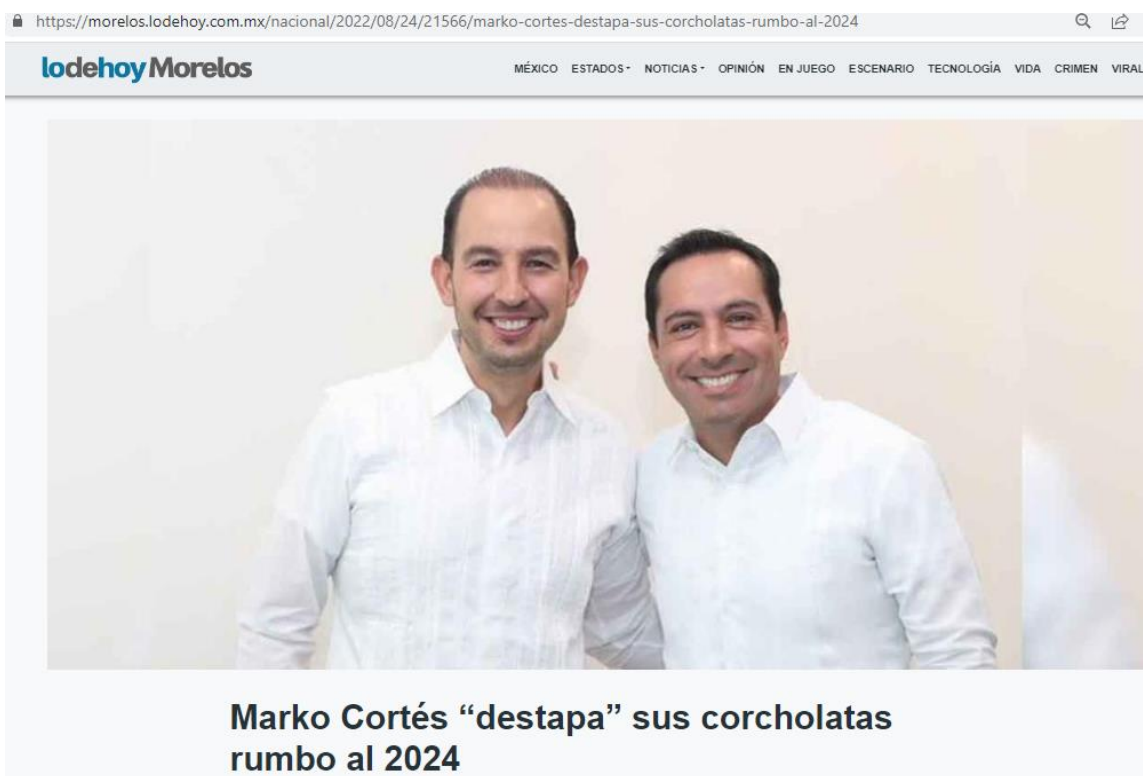 https://morelos.lodehoy.com.mx/nacional/2022/08/24/21566/marko-cortes-destapa-sus-corcholatas-rumbo-al-2024
lodehoy Morelos
MÉXICO ESTADOS NOTICIAS OPINIÓN EN JUEGO ESCENARIO TECNOLOGÍA VIDA CRIMEN VIRAL
Marko Cortés “destapa” sus corcholatas
rumbo al 2024